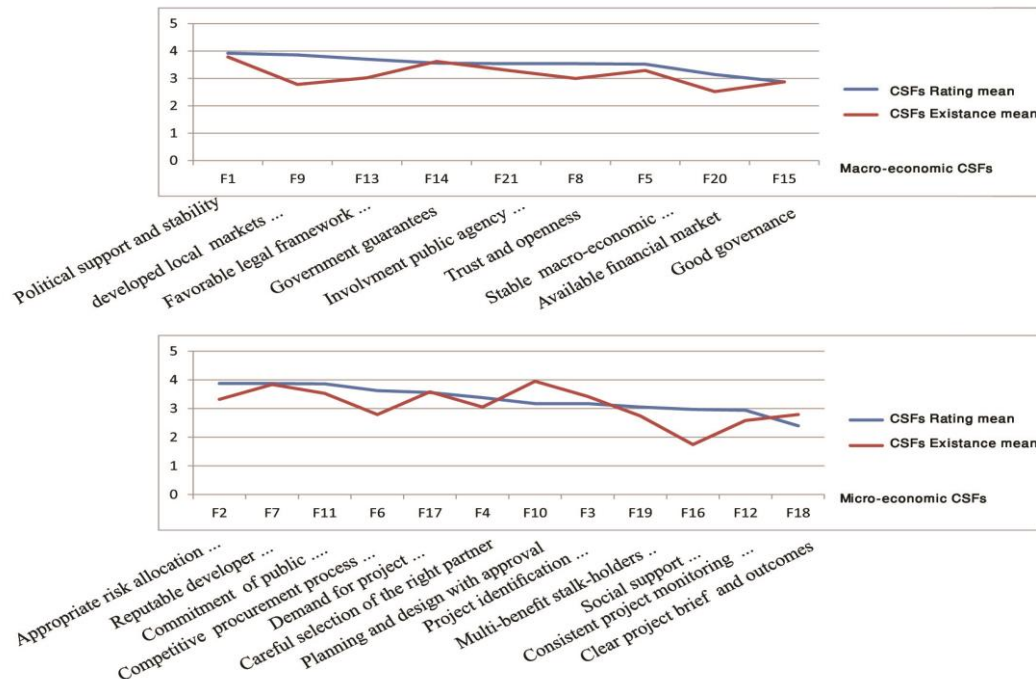 5
4
3
2
1
0
F1 F9 F13 F14 F21 F8 F5 F20 F15
CSFs Rating mean
CSFs Existance mean
Macro-economic CSFs
Political support and stability
developed local markets ...
Favorable legal framework ...
Government guarantees
Involvment public agency ...
Trust and openness
Stable macro-economic ...
Available financial market
Good governance
5
4
3
2
1
0
F2 F7 F11 F6 F17 F4 F10 F3 F19 F16 F12 F18
CSFs Rating mean
CSFs Existance mean
Micro-economic CSFs
Appropriate risk allocation ...
Reputable developer ...
Commitment of public ....
Competitive procurement process ...
Demand for project ...
Careful selection of the right partner
Planning and design with approval
Project identification ...
Multi-benefit stalk-holders ..
Social support ...
Consistent project monitoring ...
Clear project brief and outcomes